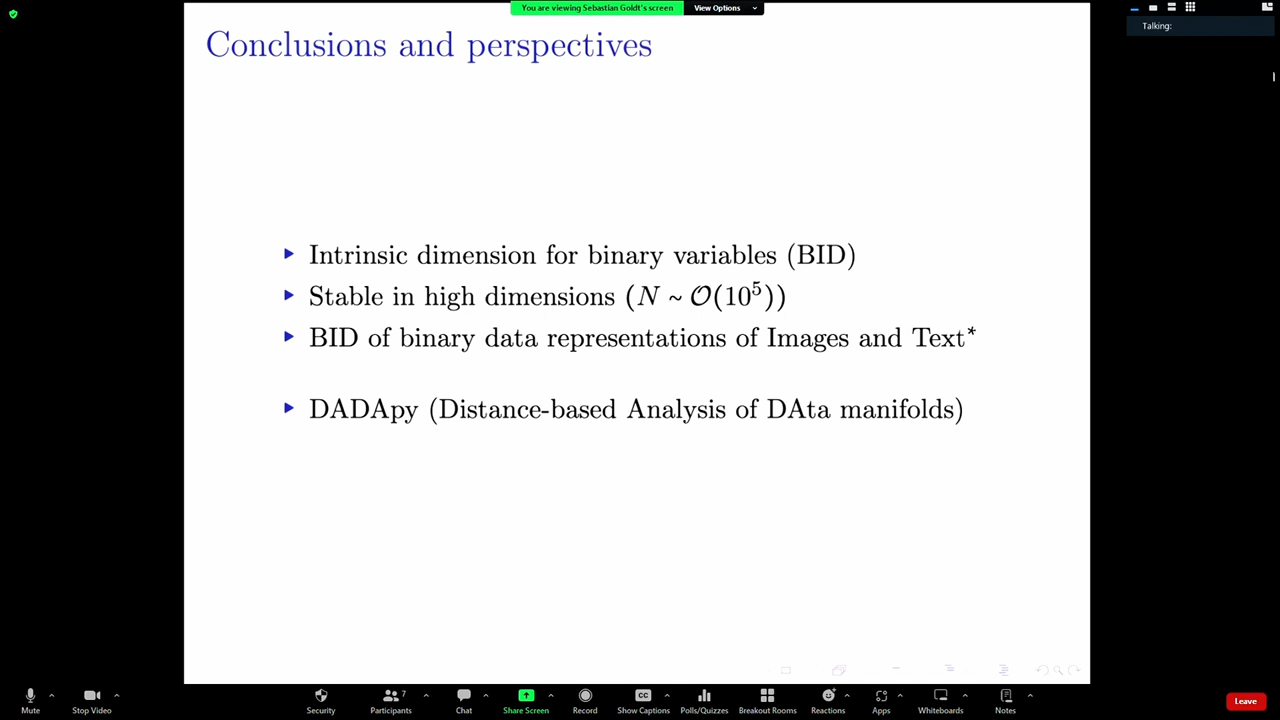 You are viewing Sebastian Goldt's screen
View Options
Talking:
Conclusions and perspectives
Intrinsic dimension for binary variables (BID)
Stable in high dimensions (N ~ O(10⁵))
BID of binary data representations of Images and Text*
DADApy (Distance-based Analysis of DAta manifolds)
Mute
Stop Video
Security
Participants 7
Chat
Share Screen
Record
CC
Show Captions
Polls/Quizzes
Breakout Rooms
Reactions
Apps
Whiteboards
Notes
Leave